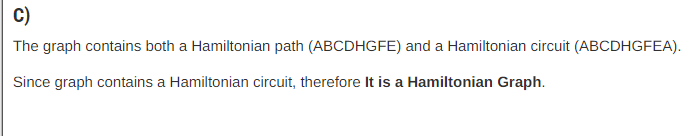 C)
The graph contains both a Hamiltonian path (ABCDHGFE) and a Hamiltonian circuit (ABCDHGFEA).
Since graph contains a Hamiltonian circuit, therefore It is a Hamiltonian Graph.